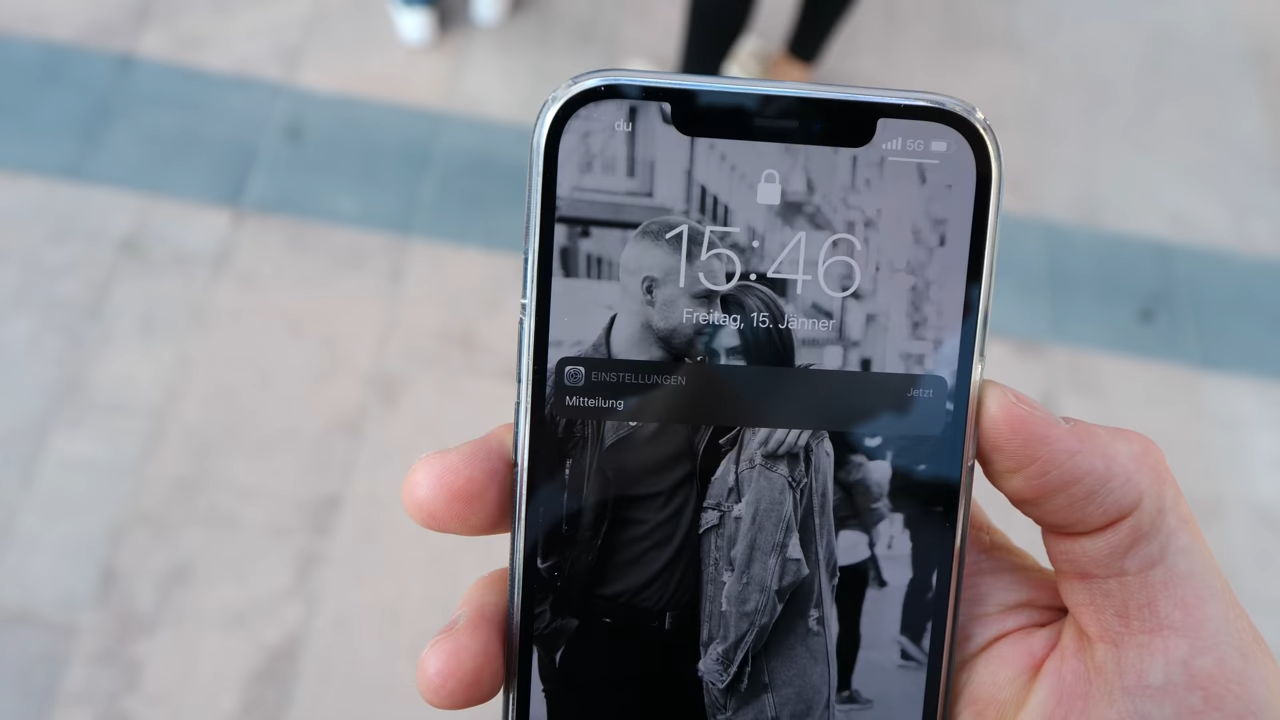 du
5G
15:46
Freitag, 15. Jänner
EINSTELLUNGEN
Jetzt
Mitteilung